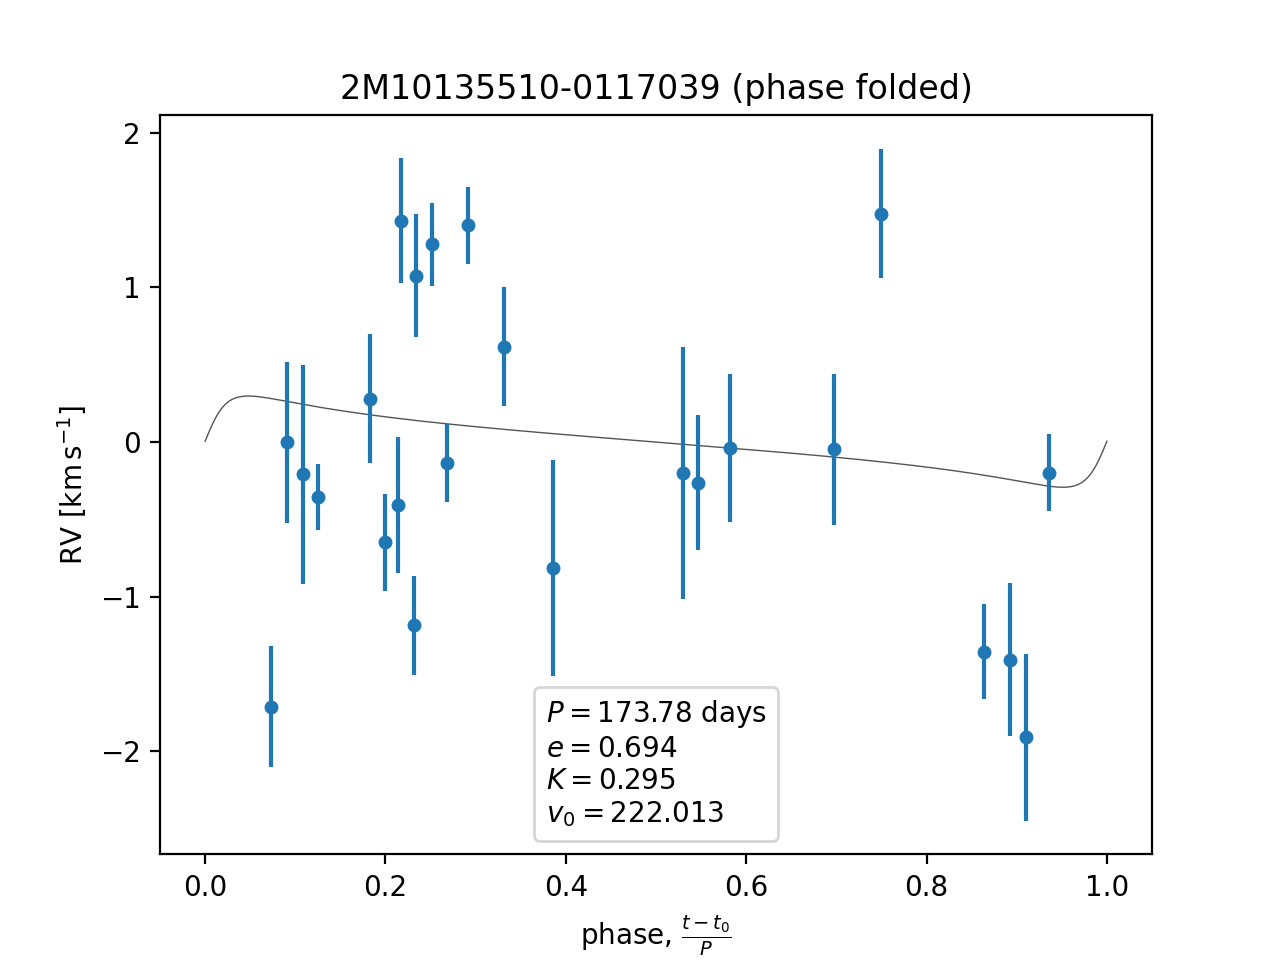 2M10135510-0117039 (phase folded)
RV [km s⁻¹]
2
1
0
−1
−2
P = 173.78 days
e = 0.694
K = 0.295
v₀ = 222.013
0.0 0.2 0.4 0.6 0.8 1.0
phase, (t − t₀)/P